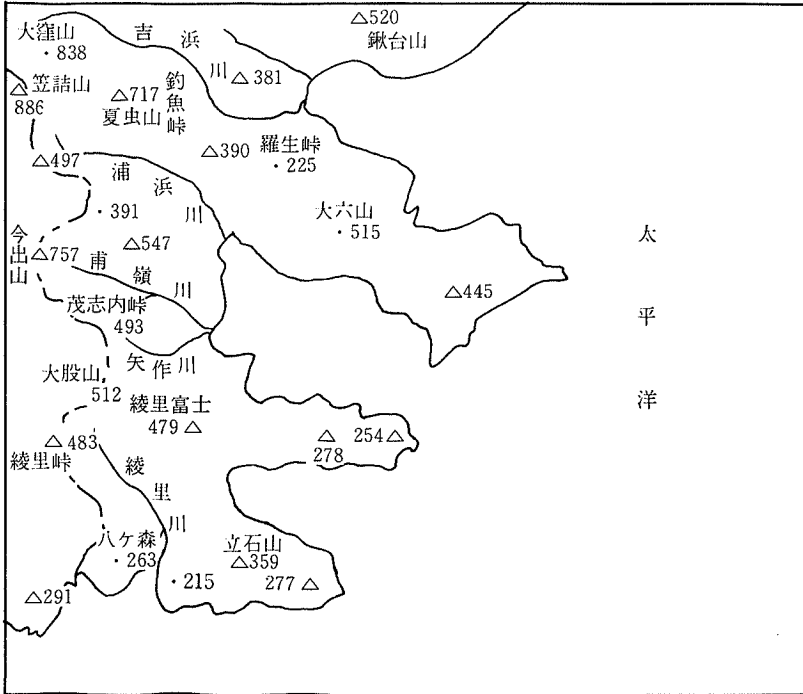 △520
鍬台山
大窪山
・838
吉浜川
△381
笠詰山
△
886
△717
夏虫山
釣魚峠
△390
羅生峠
・225
△497
浦浜川
・391
大六山
・515
太平洋
今出山
△757
△547
甫嶺川
△445
茂志内峠
493
矢作川
大股山
512
綾里富士
479△
△
278
254△
△483
綾里峠
綾里川
八ケ森
・263
立石山
△359
・215
277△
△291